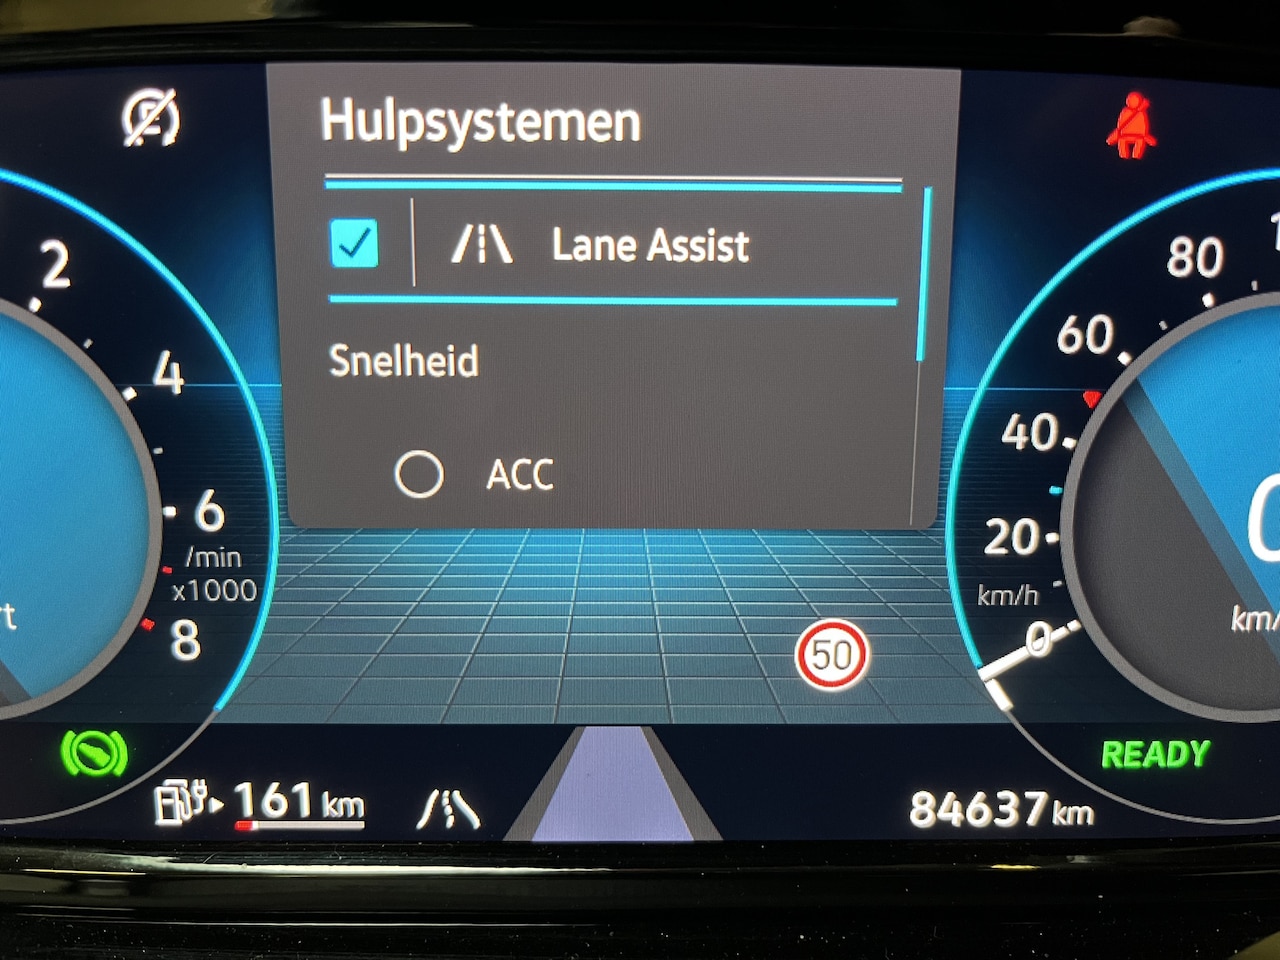 Hulpsystemen
Lane Assist
Snelheid
ACC
2
4
6
/min
x1000
8
80
60
40
20
km/h
0
50
READY
161 km
84637 km